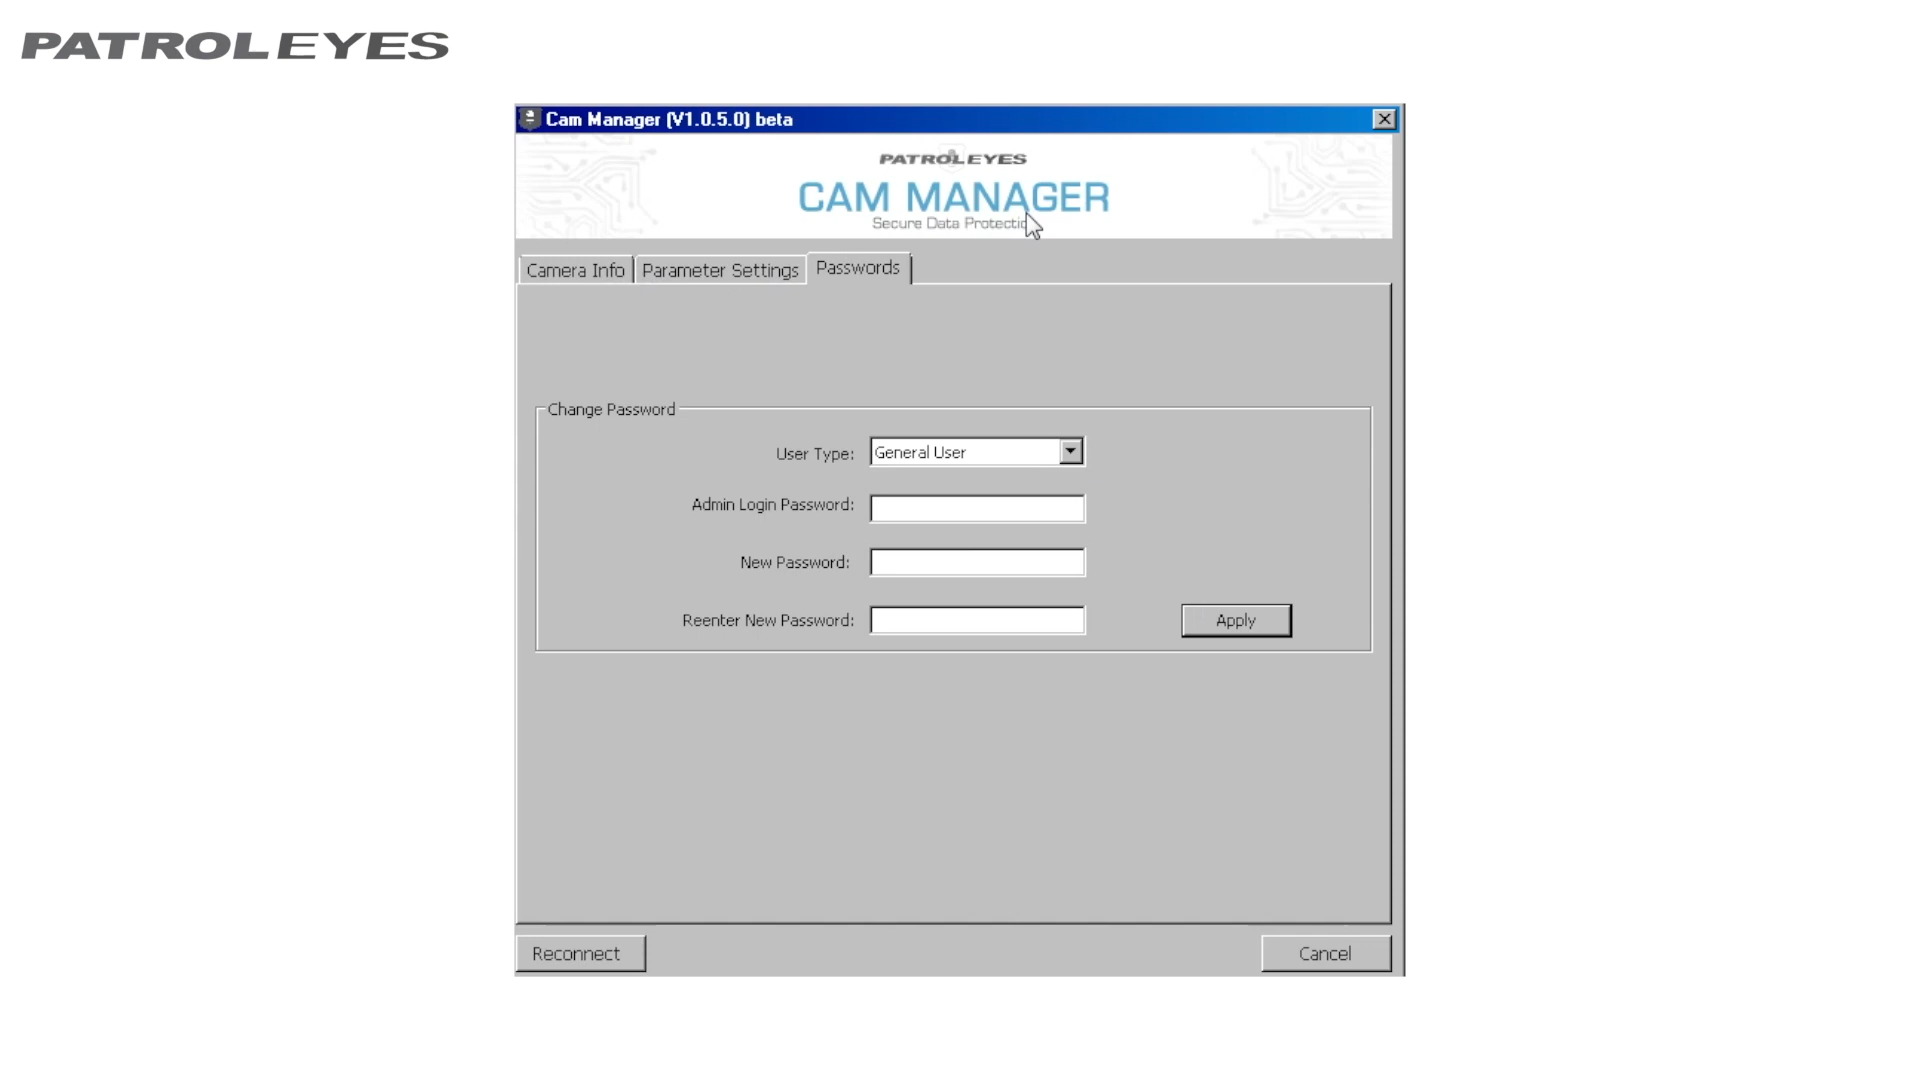 PATROLEYES
Cam Manager (V1.0.5.0) beta
PATROLEYES
CAM MANAGER
Secure Data Protection
Camera Info
Parameter Settings
Passwords
Change Password
User Type:
General User
Admin Login Password:
New Password:
Reenter New Password:
Apply
Reconnect
Cancel